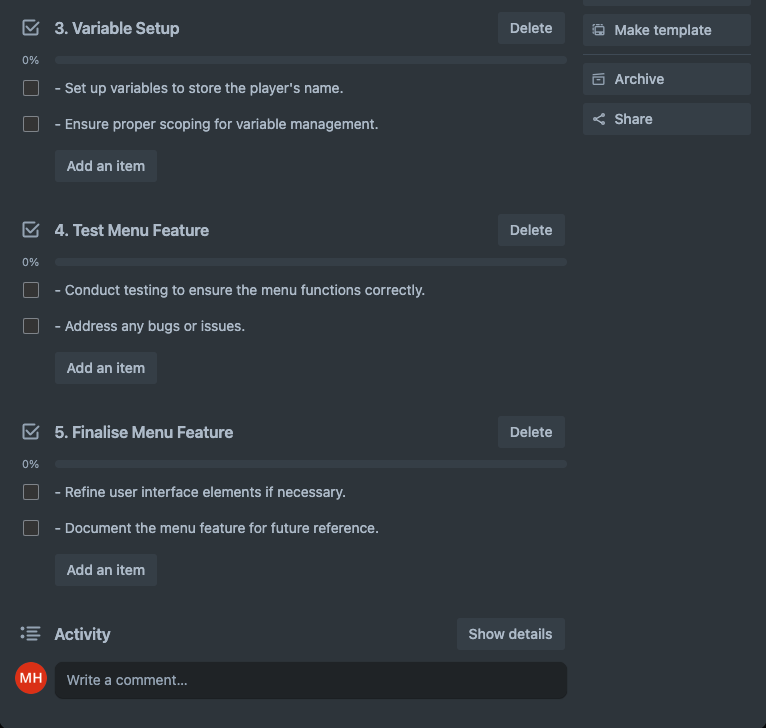 3. Variable Setup
Delete
0%
- Set up variables to store the player's name.
- Ensure proper scoping for variable management.
Add an item
4. Test Menu Feature
Delete
0%
- Conduct testing to ensure the menu functions correctly.
- Address any bugs or issues.
Add an item
5. Finalise Menu Feature
Delete
0%
- Refine user interface elements if necessary.
- Document the menu feature for future reference.
Add an item
Activity
Show details
MH
Write a comment...
Make template
Archive
Share